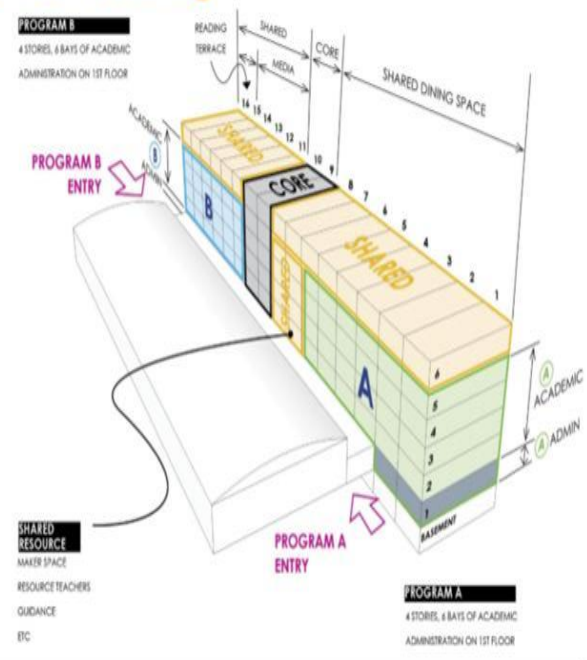 PROGRAM B
4 STORIES, 6 BAYS OF ACADEMIC
ADMINISTRATION ON 1ST FLOOR
READING
TERRACE
SHARED
MEDIA
CORE
SHARED DINING SPACE
16
15
14
13
12
11
10
9
8
7
6
5
4
3
2
1
ACADEMIC
B
ADMIN
PROGRAM B
ENTRY
SHARED
B
CORE
SHARED
SHARED
A
6
5
4
3
2
1
BASEMENT
A
ACADEMIC
A
ADMIN
PROGRAM A
ENTRY
SHARED
RESOURCE
MAKER SPACE
RESOURCE TEACHERS
GUIDANCE
ETC
PROGRAM A
4 STORIES, 6 BAYS OF ACADEMIC
ADMINISTRATION ON 1ST FLOOR